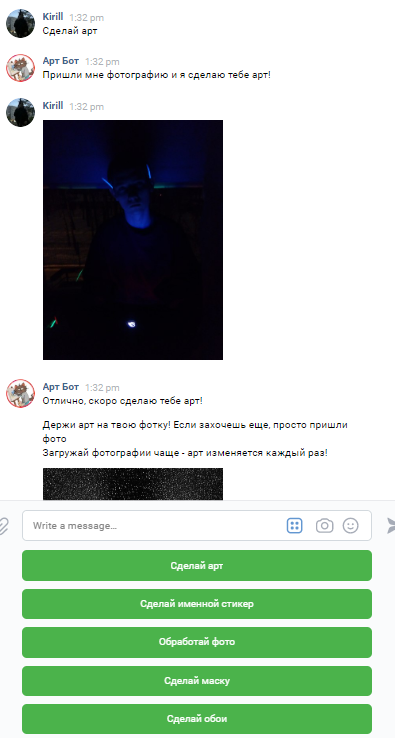 Kirill 1:32 pm
Сделай арт
Арт Бот 1:32 pm
Пришли мне фотографию и я сделаю тебе арт!
Kirill 1:32 pm
Арт Бот 1:32 pm
Отлично, скоро сделаю тебе арт!
Держи арт на твою фотку! Если захочешь еще, просто пришли
фото
Загружай фотографии чаще - арт изменяется каждый раз!
Write a message...
Сделай арт
Сделай именной стикер
Обработай фото
Сделай маску
Сделай обои